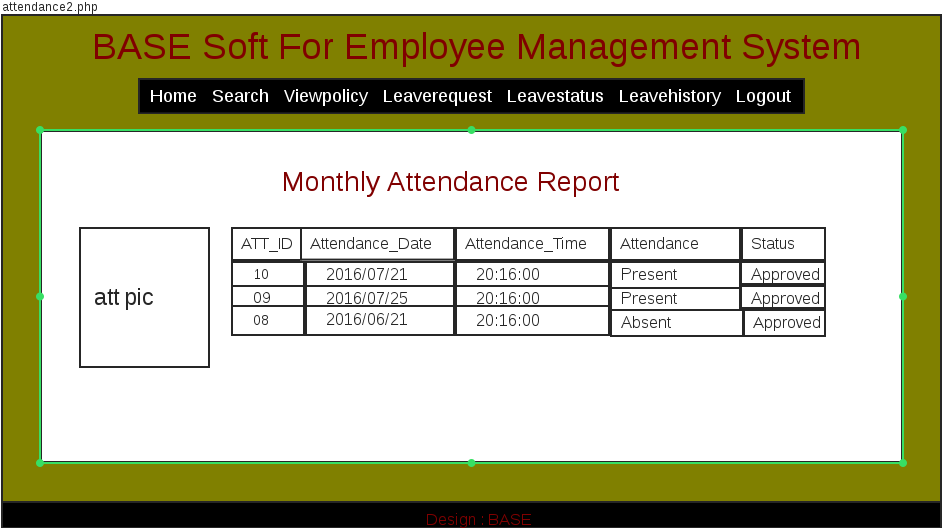 attendance2.php
BASE Soft For Employee Management System
Home Search Viewpolicy Leaverequest Leavestatus Leavehistory Logout
Monthly Attendance Report
ATT_ID Attendance_Date Attendance_Time Attendance Status
10 2016/07/21 20:16:00 Present Approved
att pic
09 2016/07/25 20:16:00 Present Approved
08 2016/06/21 20:16:00 Absent Approved
Design : BASE